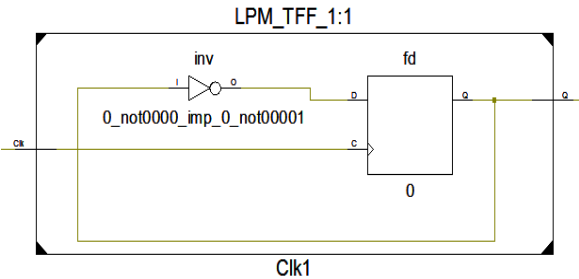 LPM_TFF_1:1
inv
fd
I
O
D
Q
Q
0_not0000_imp_0_not00001
Clk
C
0
Clk1